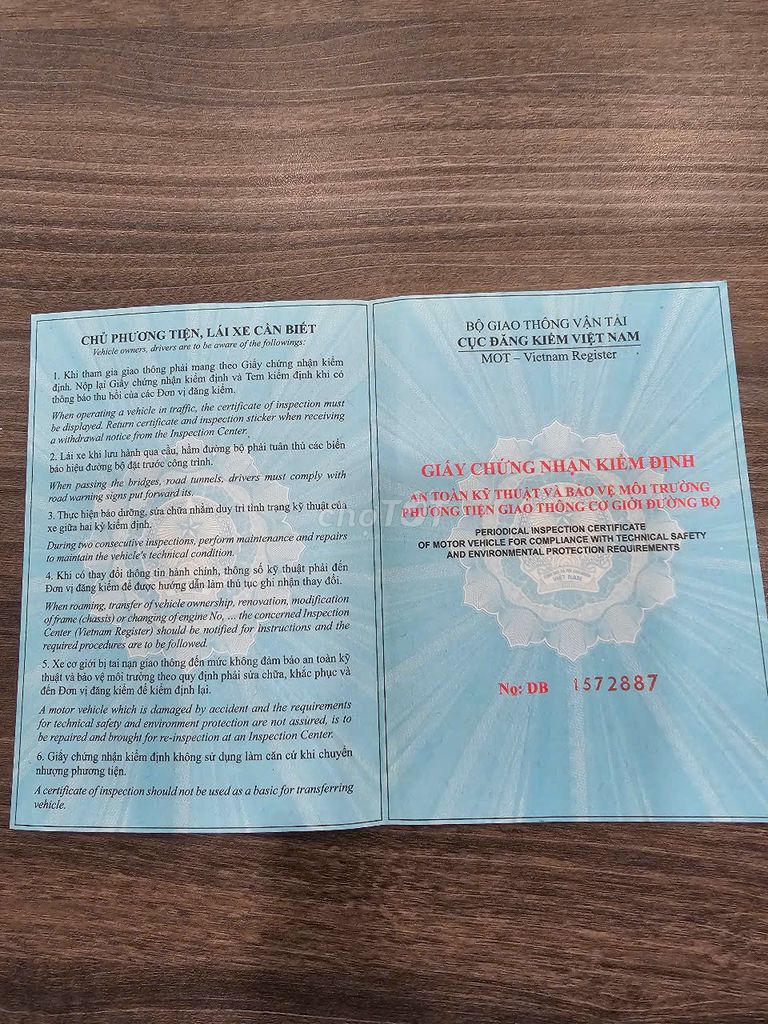 CHỦ PHƯƠNG TIỆN, LÁI XE CẦN BIẾT
Vehicle owners, drivers are to be aware of the followings:
1. Khi tham gia giao thông phải mang theo Giấy chứng nhận kiểm
định. Nộp lại Giấy chứng nhận kiểm định và Tem kiểm định khi có
thông báo thu hồi của các Đơn vị đăng kiểm.
When operating a vehicle in traffic, the certificate of inspection must
be displayed. Return certificate and inspection sticker when receiving
a withdrawal notice from the Inspection Center.
2. Lái xe khi lưu hành qua cầu, hầm đường bộ phải tuân thủ các biển
báo hiệu đường bộ đặt trước công trình.
When passing the bridges, road tunnels, drivers must comply with
road warning signs put forward its.
3. Thực hiện bảo dưỡng, sửa chữa nhằm duy trì tình trạng kỹ thuật của
xe giữa hai kỳ kiểm định.
During two consecutive inspections, perform maintenance and repairs
to maintain the vehicle's technical condition.
4. Khi có thay đổi thông tin hành chính, thông số kỹ thuật phải đến
Đơn vị đăng kiểm để được hướng dẫn làm thủ tục ghi nhận thay đổi.
When roaming, transfer of vehicle ownership, renovation, modification
of frame (chassis) or changing of engine No, ... the concerned Inspection
Center (Vietnam Register) should be notified for instructions and the
required procedures are to be followed.
5. Xe cơ giới bị tai nạn giao thông đến mức không đảm bảo an toàn kỹ
thuật và bảo vệ môi trường theo quy định phải sửa chữa, khắc phục và
đến Đơn vị đăng kiểm để kiểm định lại.
A motor vehicle which is damaged by accident and the requirements
for technical safety and environment protection are not assured, is to
be repaired and brought for re-inspection at an Inspection Center.
6. Giấy chứng nhận kiểm định không sử dụng làm căn cứ khi chuyển
nhượng phương tiện.
A certificate of inspection should not be used as a basic for transferring
vehicle.
BỘ GIAO THÔNG VẬN TẢI
CỤC ĐĂNG KIỂM VIỆT NAM
MOT – Vietnam Register
GIẤY CHỨNG NHẬN KIỂM ĐỊNH
AN TOÀN KỸ THUẬT VÀ BẢO VỆ MÔI TRƯỜNG
PHƯƠNG TIỆN GIAO THÔNG CƠ GIỚI ĐƯỜNG BỘ
PERIODICAL INSPECTION CERTIFICATE
OF MOTOR VEHICLE FOR COMPLIANCE WITH TECHNICAL SAFETY
AND ENVIRONMENTAL PROTECTION REQUIREMENTS
VIỆT NAM
No: DB 1572887
chợTỐT